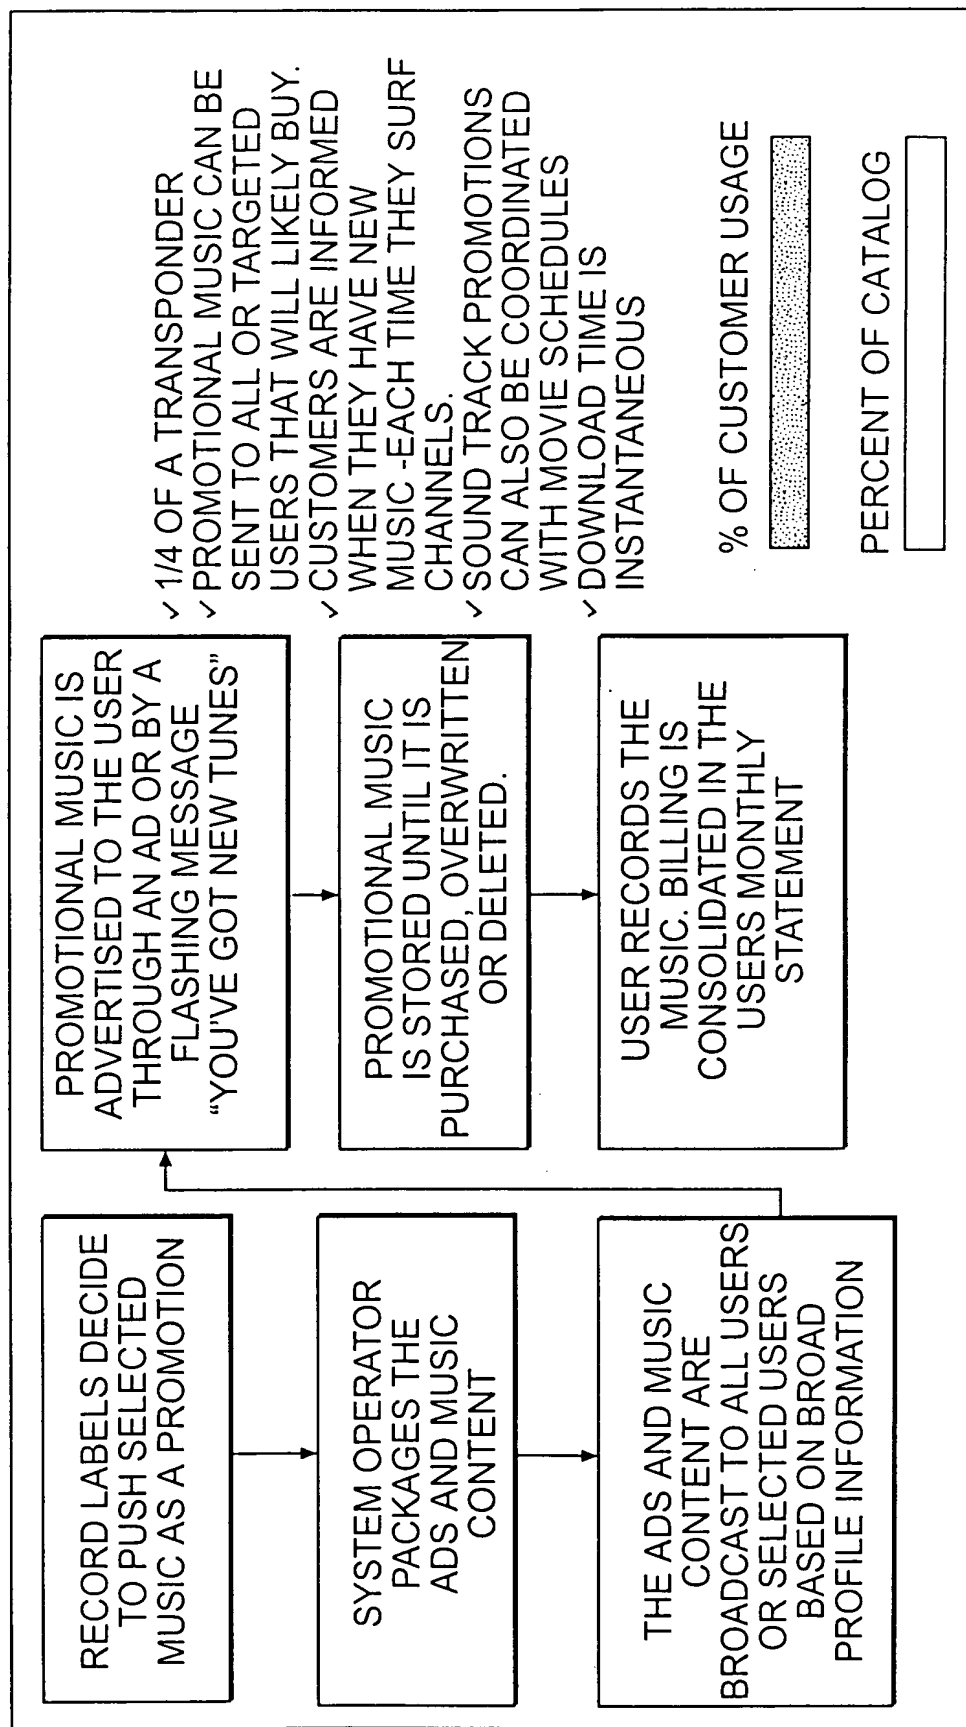 RECORD LABELS DECIDE
TO PUSH SELECTED
MUSIC AS A PROMOTION
SYSTEM OPERATOR
PACKAGES THE
ADS AND MUSIC
CONTENT
THE ADS AND MUSIC
CONTENT ARE
BROADCAST TO ALL USERS
OR SELECTED USERS
BASED ON BROAD
PROFILE INFORMATION
PROMOTIONAL MUSIC IS
ADVERTISED TO THE USER
THROUGH AN AD OR BY A
FLASHING MESSAGE
“YOU'VE GOT NEW TUNES”
PROMOTIONAL MUSIC
IS STORED UNTIL IT IS
PURCHASED, OVERWRITTEN
OR DELETED.
USER RECORDS THE
MUSIC. BILLING IS
CONSOLIDATED IN THE
USERS MONTHLY
STATEMENT
✓ 1/4 OF A TRANSPONDER
✓ PROMOTIONAL MUSIC CAN BE
SENT TO ALL OR TARGETED
USERS THAT WILL LIKELY BUY.
✓ CUSTOMERS ARE INFORMED
WHEN THEY HAVE NEW
MUSIC -EACH TIME THEY SURF
CHANNELS.
✓ SOUND TRACK PROMOTIONS
CAN ALSO BE COORDINATED
WITH MOVIE SCHEDULES
✓ DOWNLOAD TIME IS
INSTANTANEOUS
% OF CUSTOMER USAGE
PERCENT OF CATALOG